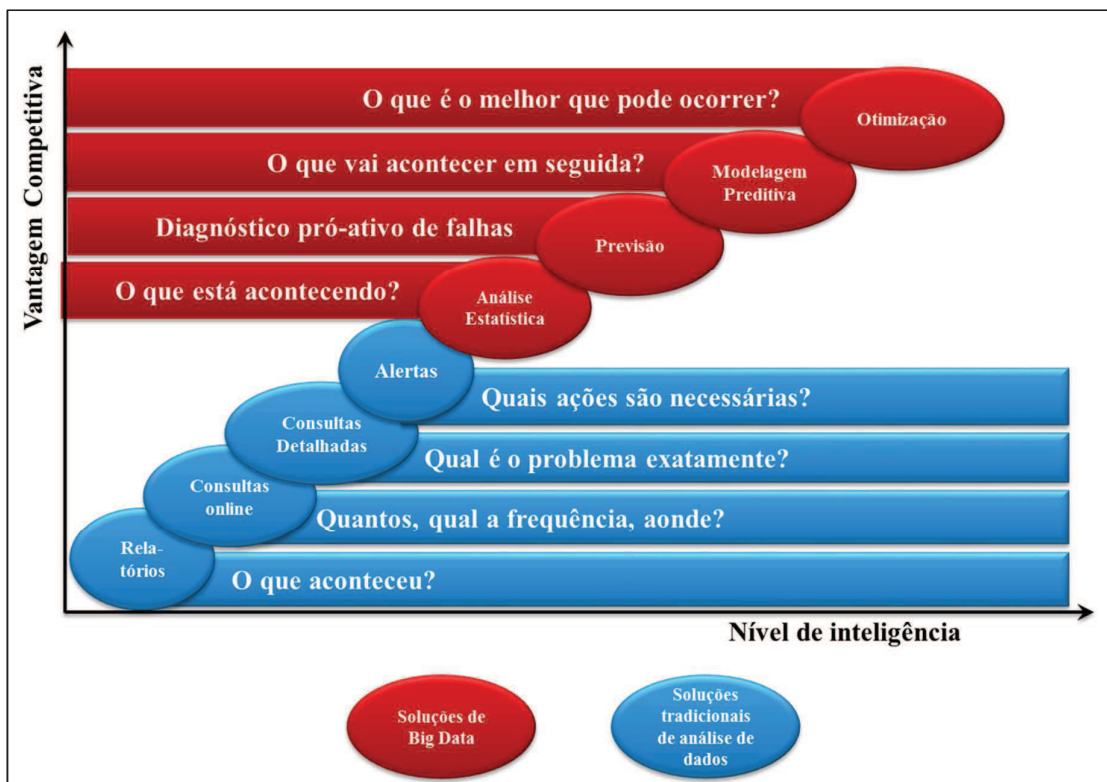 Vantagem Competitiva
O que é o melhor que pode ocorrer?
Otimização
O que vai acontecer em seguida?
Modelagem
Preditiva
Diagnóstico pró-ativo de falhas
Previsão
O que está acontecendo?
Análise
Estatística
Alertas
Quais ações são necessárias?
Consultas
Detalhadas
Qual é o problema exatamente?
Consultas
online
Quantos, qual a frequência, aonde?
Rela-
tórios
O que aconteceu?
Nível de inteligência
Soluções de
Big Data
Soluções
tradicionais
de análise de
dados